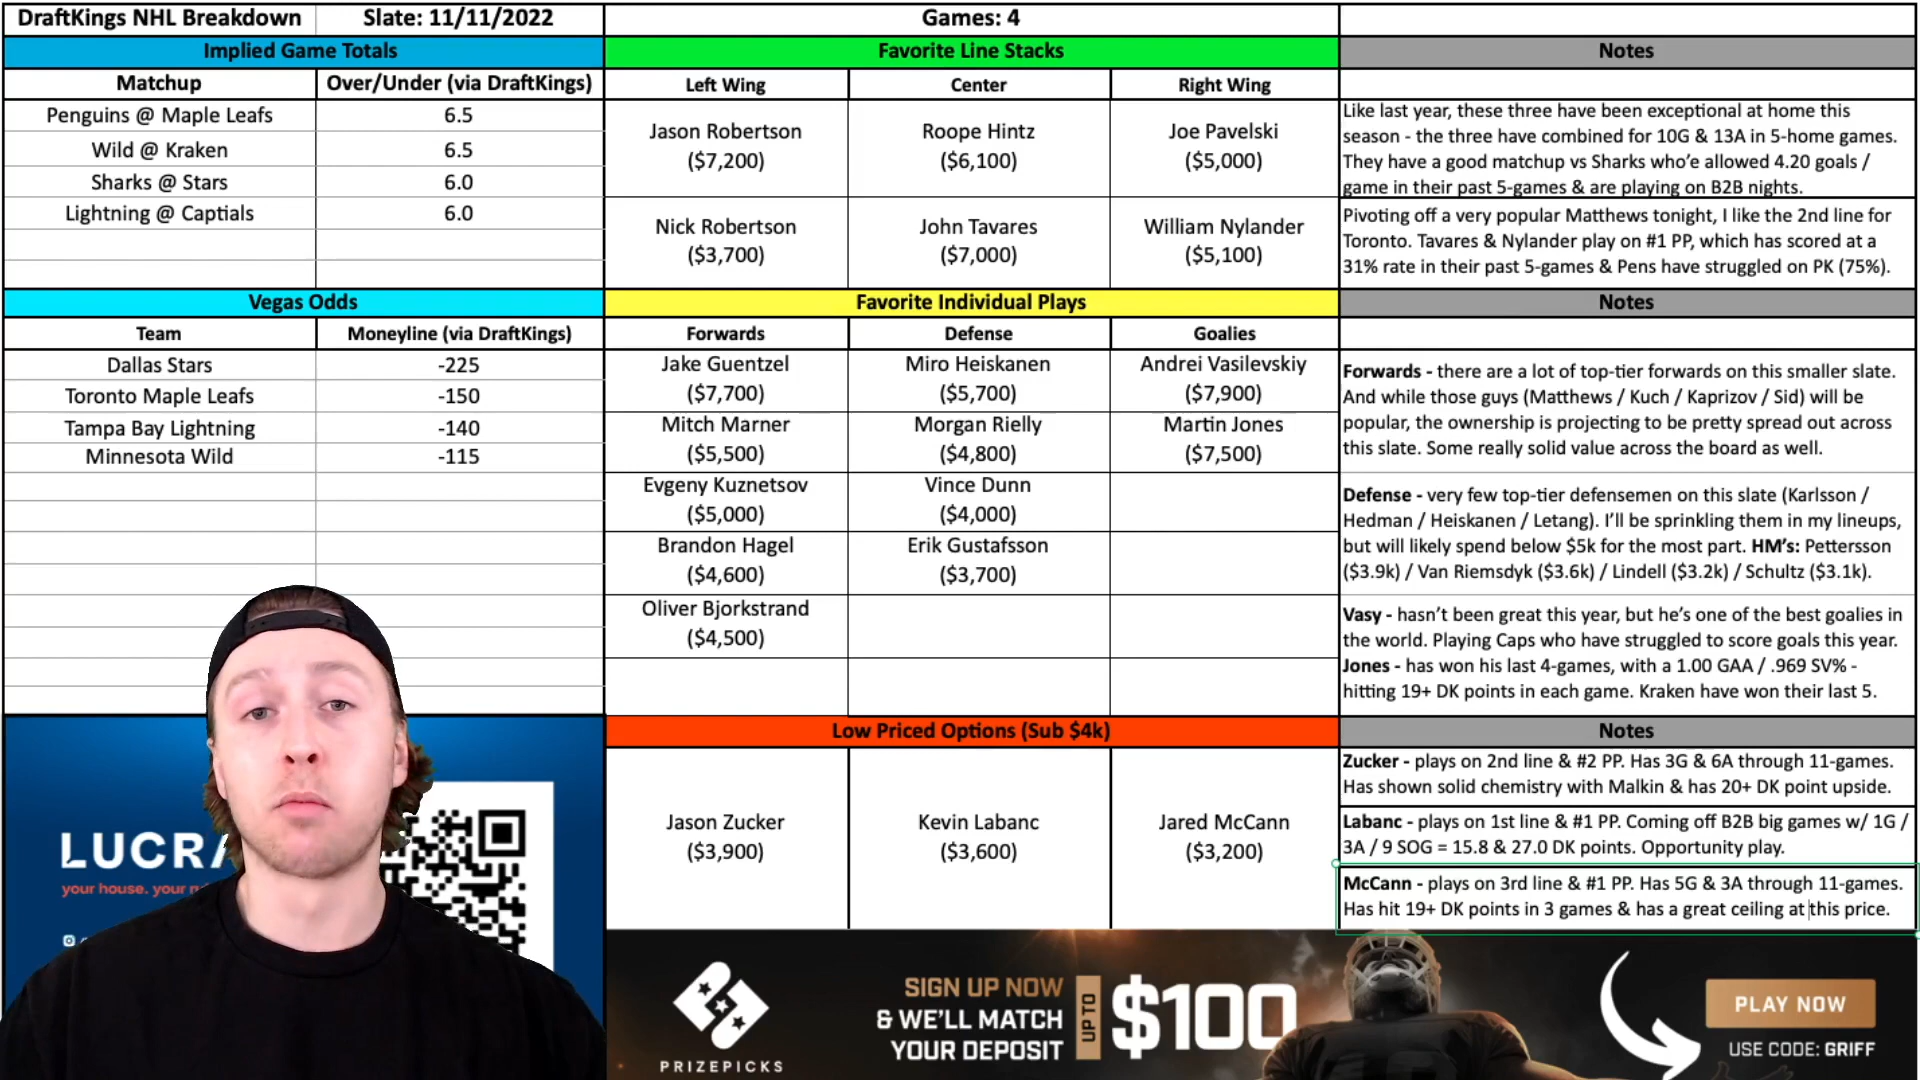 DraftKings NHL Breakdown
Slate: 11/11/2022
Games: 4
Implied Game Totals
Favorite Line Stacks
Notes
Matchup
Over/Under (via DraftKings)
Left Wing
Center
Right Wing
Penguins @ Maple Leafs
6.5
Wild @ Kraken
6.5
Sharks @ Stars
6.0
Lightning @ Captials
6.0
Jason Robertson
($7,200)
Roope Hintz
($6,100)
Joe Pavelski
($5,000)
Like last year, these three have been exceptional at home this
season - the three have combined for 10G & 13A in 5-home games.
They have a good matchup vs Sharks who'e allowed 4.20 goals /
game in their past 5-games & are playing on B2B nights.
Nick Robertson
($3,700)
John Tavares
($7,000)
William Nylander
($5,100)
Pivoting off a very popular Matthews tonight, I like the 2nd line for
Toronto. Tavares & Nylander play on #1 PP, which has scored at a
31% rate in their past 5-games & Pens have struggled on PK (75%).
Vegas Odds
Favorite Individual Plays
Notes
Team
Moneyline (via DraftKings)
Forwards
Defense
Goalies
Dallas Stars
-225
Toronto Maple Leafs
-150
Tampa Bay Lightning
-140
Minnesota Wild
-115
Jake Guentzel
($7,700)
Miro Heiskanen
($5,700)
Andrei Vasilevskiy
($7,900)
Mitch Marner
($5,500)
Morgan Rielly
($4,800)
Martin Jones
($7,500)
Evgeny Kuznetsov
($5,000)
Vince Dunn
($4,000)
Brandon Hagel
($4,600)
Erik Gustafsson
($3,700)
Oliver Bjorkstrand
($4,500)
Forwards - there are a lot of top-tier forwards on this smaller slate.
And while those guys (Matthews / Kuch / Kaprizov / Sid) will be
popular, the ownership is projecting to be pretty spread out across
this slate. Some really solid value across the board as well.
Defense - very few top-tier defensemen on this slate (Karlsson /
Hedman / Heiskanen / Letang). I'll be sprinkling them in my lineups,
but will likely spend below $5k for the most part. HM's: Pettersson
($3.9k) / Van Riemsdyk ($3.6k) / Lindell ($3.2k) / Schultz ($3.1k).
Vasy - hasn't been great this year, but he's one of the best goalies in
the world. Playing Caps who have struggled to score goals this year.
Jones - has won his last 4-games, with a 1.00 GAA / .969 SV% -
hitting 19+ DK points in each game. Kraken have won their last 5.
Low Priced Options (Sub $4k)
Notes
Jason Zucker
($3,900)
Kevin Labanc
($3,600)
Jared McCann
($3,200)
Zucker - plays on 2nd line & #2 PP. Has 3G & 6A through 11-games.
Has shown solid chemistry with Malkin & has 20+ DK point upside.
Labanc - plays on 1st line & #1 PP. Coming off B2B big games w/ 1G /
3A / 9 SOG = 15.8 & 27.0 DK points. Opportunity play.
McCann - plays on 3rd line & #1 PP. Has 5G & 3A through 11-games.
Has hit 19+ DK points in 3 games & has a great ceiling at this price.
LUCRA
your house. your
PRIZEPICKS
SIGN UP NOW
& WE'LL MATCH
YOUR DEPOSIT
UP TO
$100
PLAY NOW
USE CODE: GRIFF